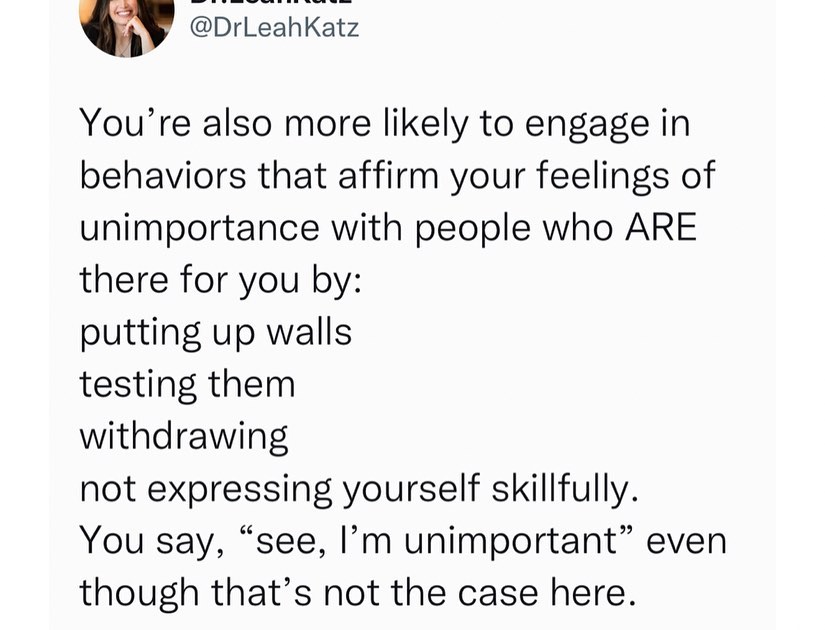 @DrLeahKatz
You’re also more likely to engage in
behaviors that affirm your feelings of
unimportance with people who ARE
there for you by:
putting up walls
testing them
withdrawing
not expressing yourself skillfully.
You say, “see, I’m unimportant” even
though that’s not the case here.